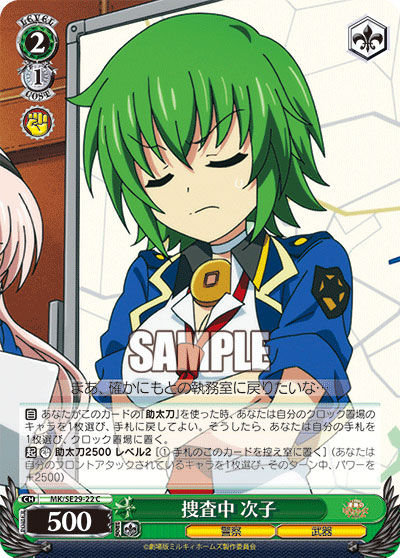 LEVEL
2
1
COST
SAMPLE
まあ、確かにもとの執務室に戻りたいな…
自 あなたがこのカードの「助太刀」を使った時、あなたは自分のクロック置場の
キャラを1枚選び、手札に戻してよい。そうしたら、あなたは自分の手札を
1枚選び、クロック置場に置く。
起 助太刀2500 レベル2 [① 手札のこのカードを控え室に置く] (あなたは
自分のフロントアタックされているキャラを1枚選び、そのターン中、パワーを
+2500)
CH MK/SE29-22 C
500
捜査中 次子
警察 武器
©劇場版ミルキィホームズ製作委員会